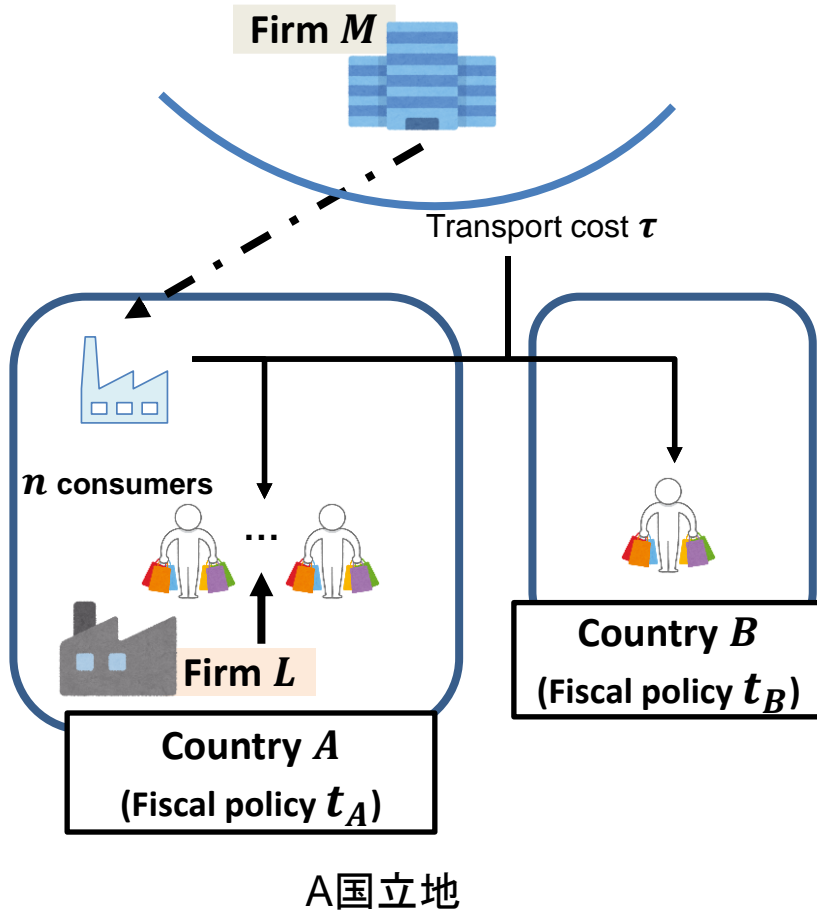 Firm M
Transport cost τ
n consumers
...
Firm L
Country A
(Fiscal policy t_A)
Country B
(Fiscal policy t_B)
A国立地